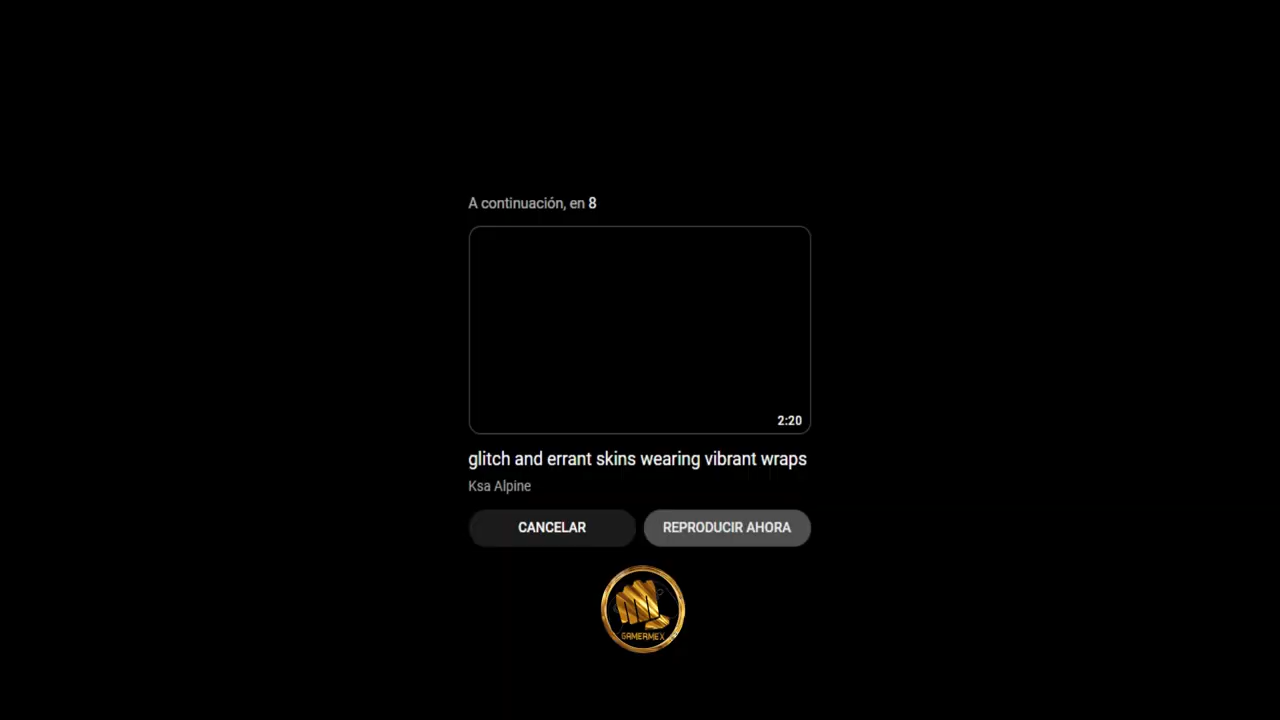 A continuación, en 8
2:20
glitch and errant skins wearing vibrant wraps
Ksa Alpine
CANCELAR
REPRODUCIR AHORA
GAMERMEX